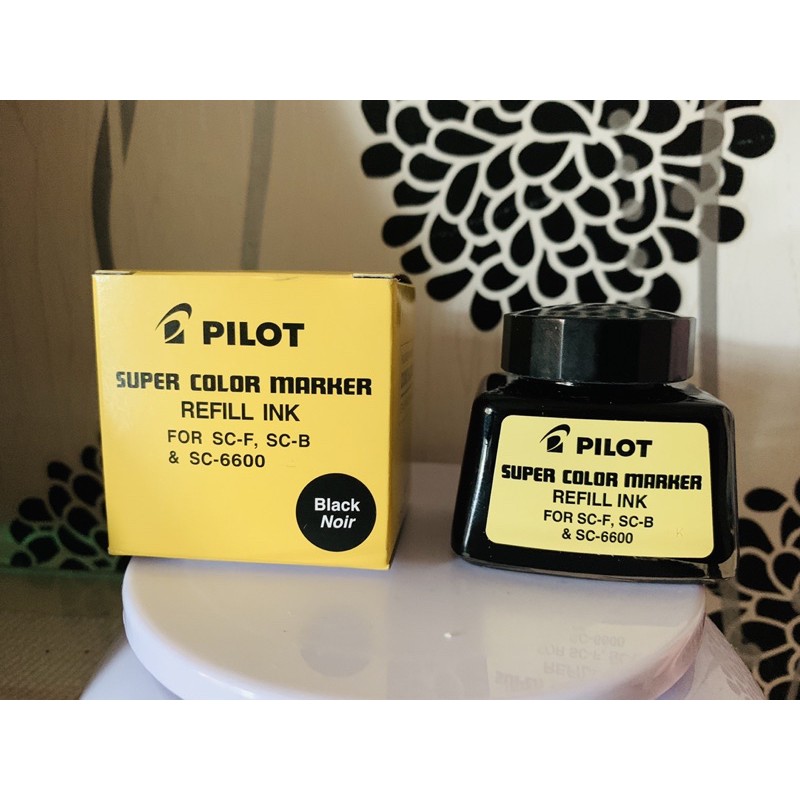 PILOT
SUPER COLOR MARKER
REFILL INK
FOR SC-F, SC-B
& SC-6600
Black
Noir
PILOT
SUPER COLOR MARKER
REFILL INK
FOR SC-F, SC-B
& SC-6600